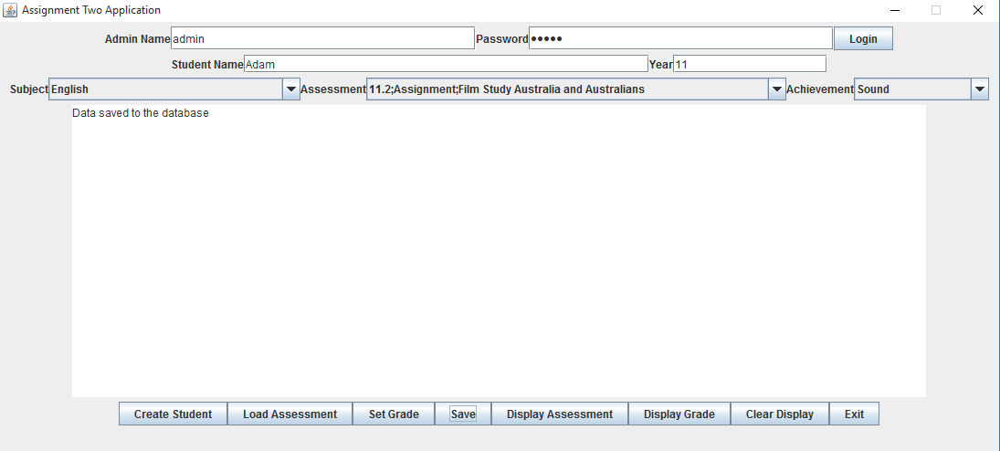 Assignment Two Application
Admin Name admin Password ••••• Login
Student Name Adam Year 11
Subject English Assessment 11.2;Assignment;Film Study Australia and Australians Achievement Sound
Data saved to the database
Create Student Load Assessment Set Grade Save Display Assessment Display Grade Clear Display Exit